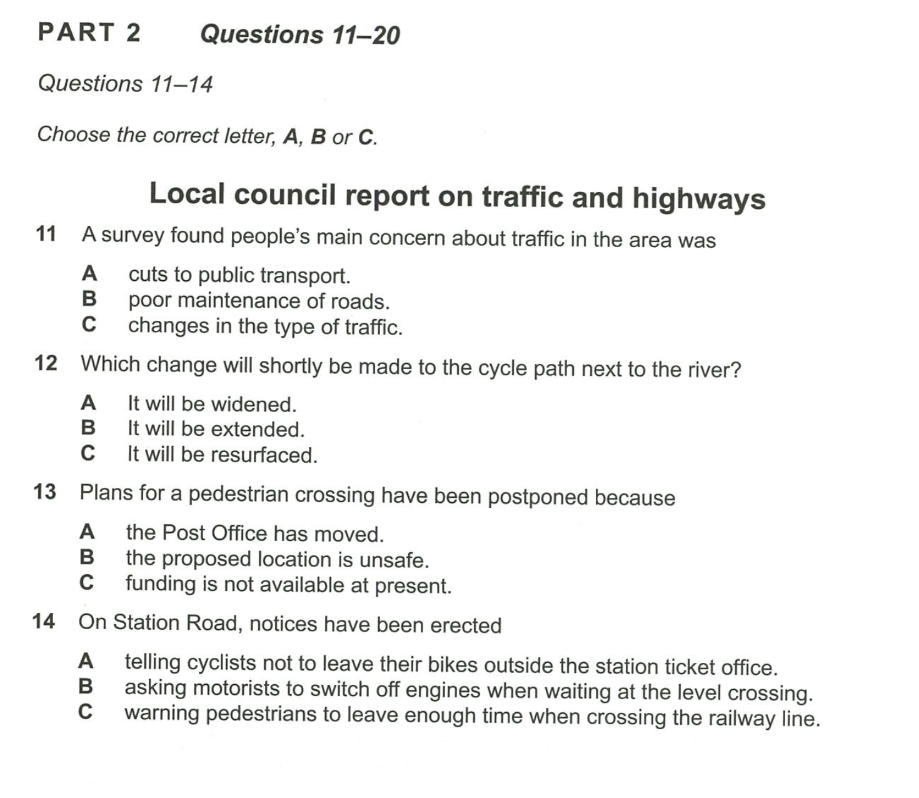 PART 2 Questions 11–20
Questions 11–14
Choose the correct letter, A, B or C.
Local council report on traffic and highways
11 A survey found people's main concern about traffic in the area was
A cuts to public transport.
B poor maintenance of roads.
C changes in the type of traffic.
12 Which change will shortly be made to the cycle path next to the river?
A It will be widened.
B It will be extended.
C It will be resurfaced.
13 Plans for a pedestrian crossing have been postponed because
A the Post Office has moved.
B the proposed location is unsafe.
C funding is not available at present.
14 On Station Road, notices have been erected
A telling cyclists not to leave their bikes outside the station ticket office.
B asking motorists to switch off engines when waiting at the level crossing.
C warning pedestrians to leave enough time when crossing the railway line.